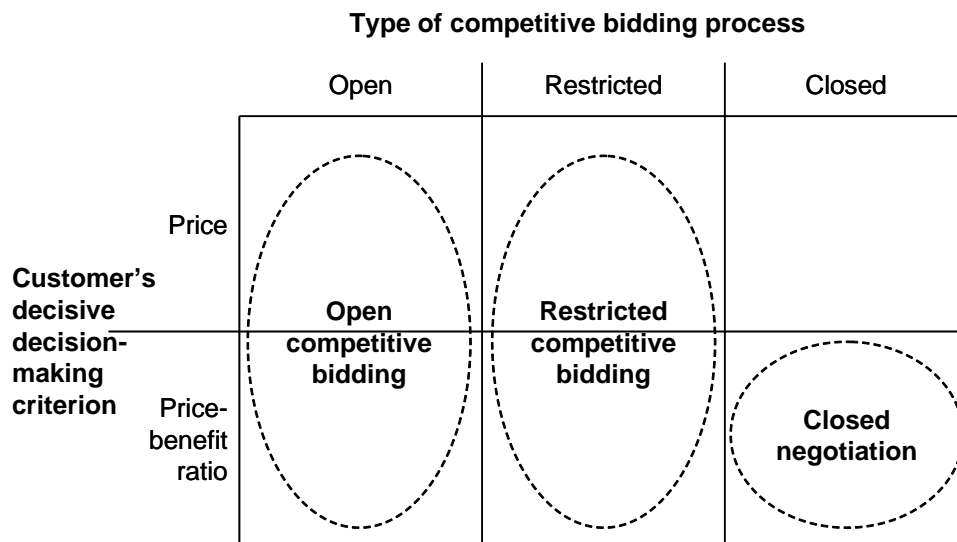 Type of competitive bidding process
Open
Restricted
Closed
Price
Customer’s
decisive
decision-
making
criterion
Price-
benefit
ratio
Open
competitive
bidding
Restricted
competitive
bidding
Closed
negotiation